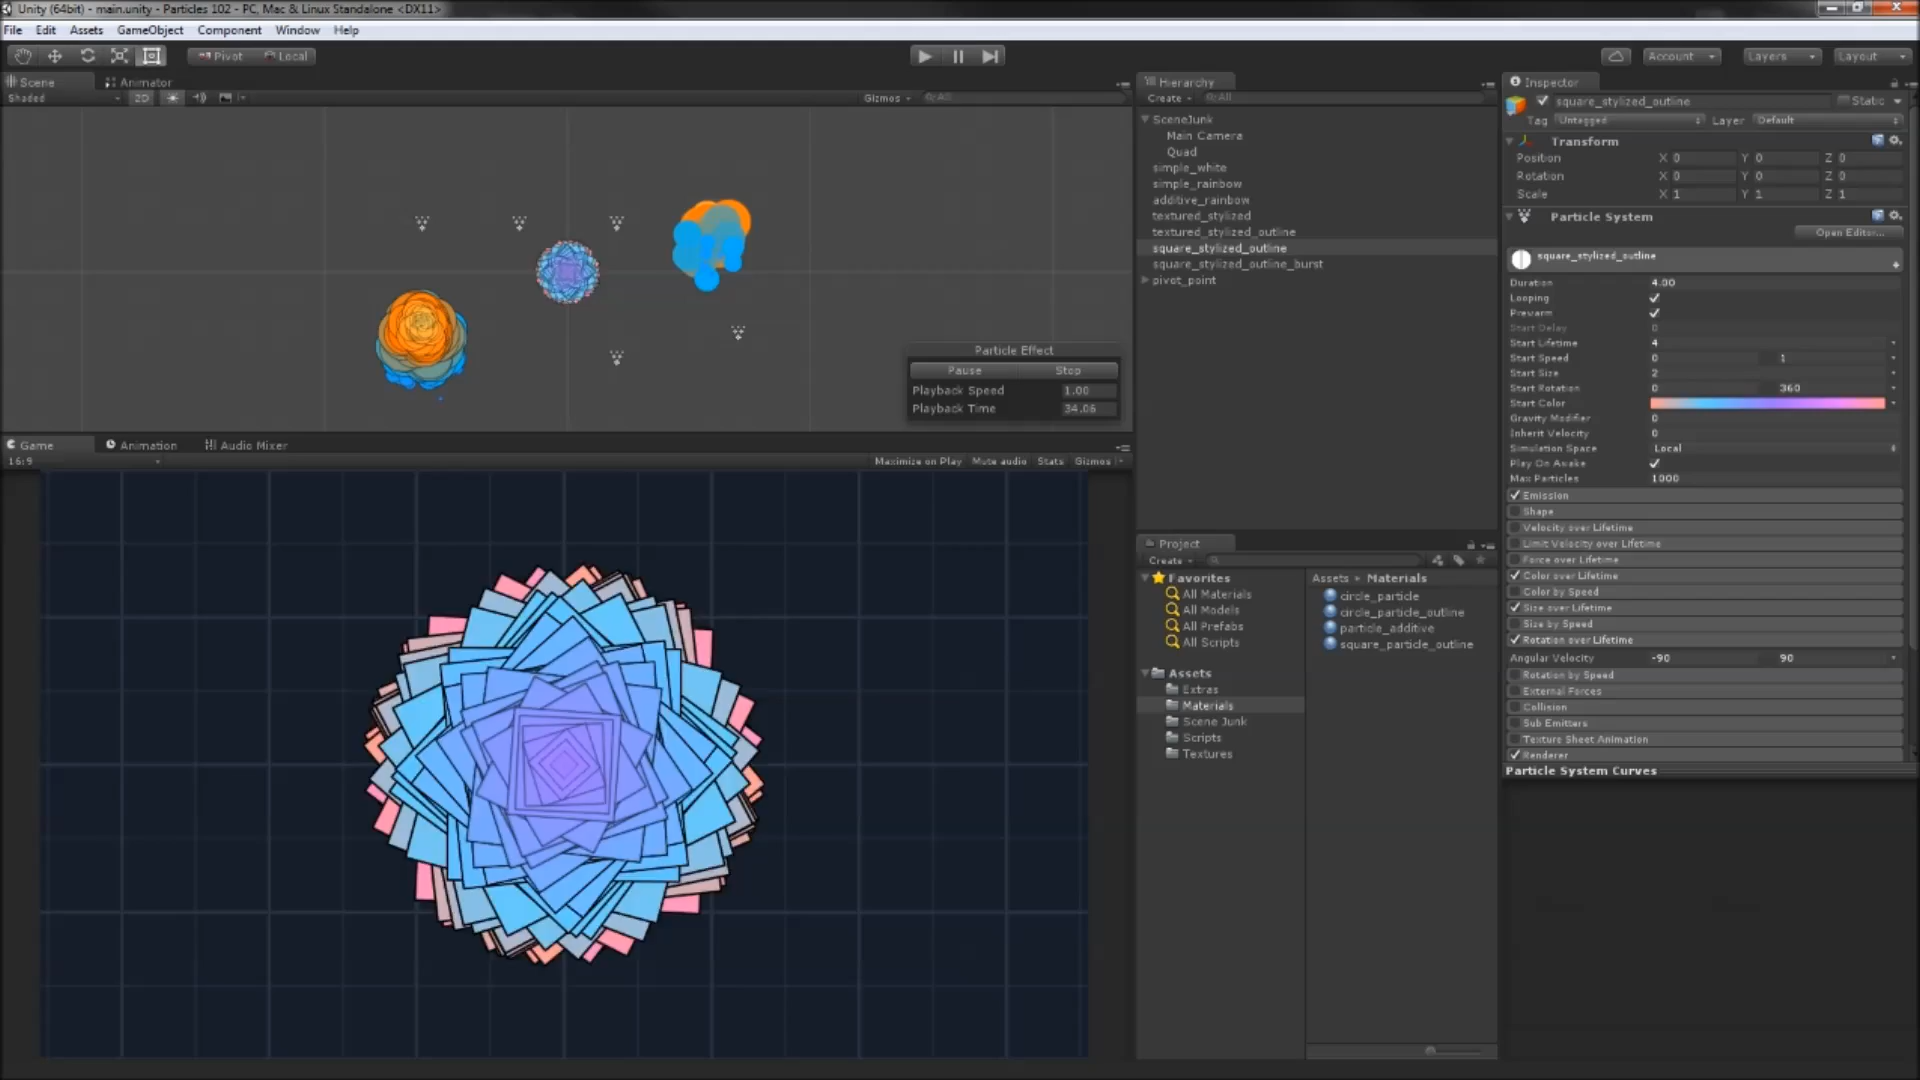 Unity (64bit) - main.unity - Particles 102 - PC, Mac & Linux Standalone <DX11>
File Edit Assets GameObject Component Window Help
Pivot Local
Account Layers Layout
Scene Animator
Shaded 2D Gizmos All
Particle Effect
Pause Stop
Playback Speed 1.00
Playback Time 34.06
Game Animation Audio Mixer
16:9 Maximize on Play Mute audio Stats Gizmos
Hierarchy
Create All
SceneJunk
Main Camera
Quad
simple_white
simple_rainbow
additive_rainbow
textured_stylized
textured_stylized_outline
square_stylized_outline
square_stylized_outline_burst
pivot_point
Project
Create
Favorites
All Materials
All Models
All Prefabs
All Scripts
Assets
Extras
Materials
Scene Junk
Scripts
Textures
Assets Materials
circle_particle
circle_particle_outline
particle_additive
square_particle_outline
Inspector
square_stylized_outline Static
Tag Untagged Layer Default
Transform
Position X 0 Y 0 Z 0
Rotation X 0 Y 0 Z 0
Scale X 1 Y 1 Z 1
Particle System
Open Editor...
square_stylized_outline
Duration 4.00
Looping
Prewarm
Start Delay 0
Start Lifetime 4
Start Speed 0 1
Start Size 2
Start Rotation 0 360
Start Color
Gravity Modifier 0
Inherit Velocity 0
Simulation Space Local
Play On Awake
Max Particles 1000
Emission
Shape
Velocity over Lifetime
Limit Velocity over Lifetime
Force over Lifetime
Color over Lifetime
Color by Speed
Size over Lifetime
Size by Speed
Rotation over Lifetime
Angular Velocity -90 90
Rotation by Speed
External Forces
Collision
Sub Emitters
Texture Sheet Animation
Renderer
Particle System Curves